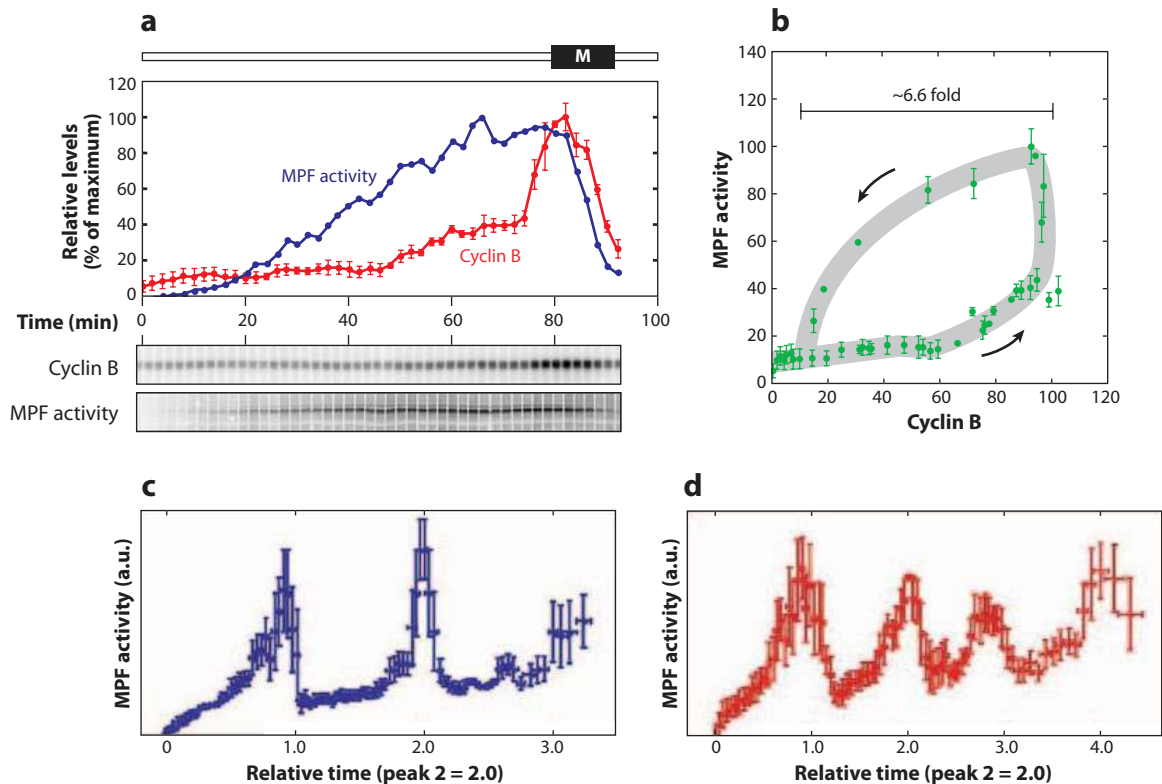 a
M
120
100
80
60
40
20
0
Relative levels
(% of maximum)
MPF activity
Cyclin B
Time (min)
0
20
40
60
80
100
Cyclin B
MPF activity
b
140
120
100
80
60
40
20
0
MPF activity
~6.6 fold
0
20
40
60
80
100
120
Cyclin B
c
MPF activity (a.u.)
0
1.0
2.0
3.0
Relative time (peak 2 = 2.0)
d
MPF activity (a.u.)
0
1.0
2.0
3.0
4.0
Relative time (peak 2 = 2.0)